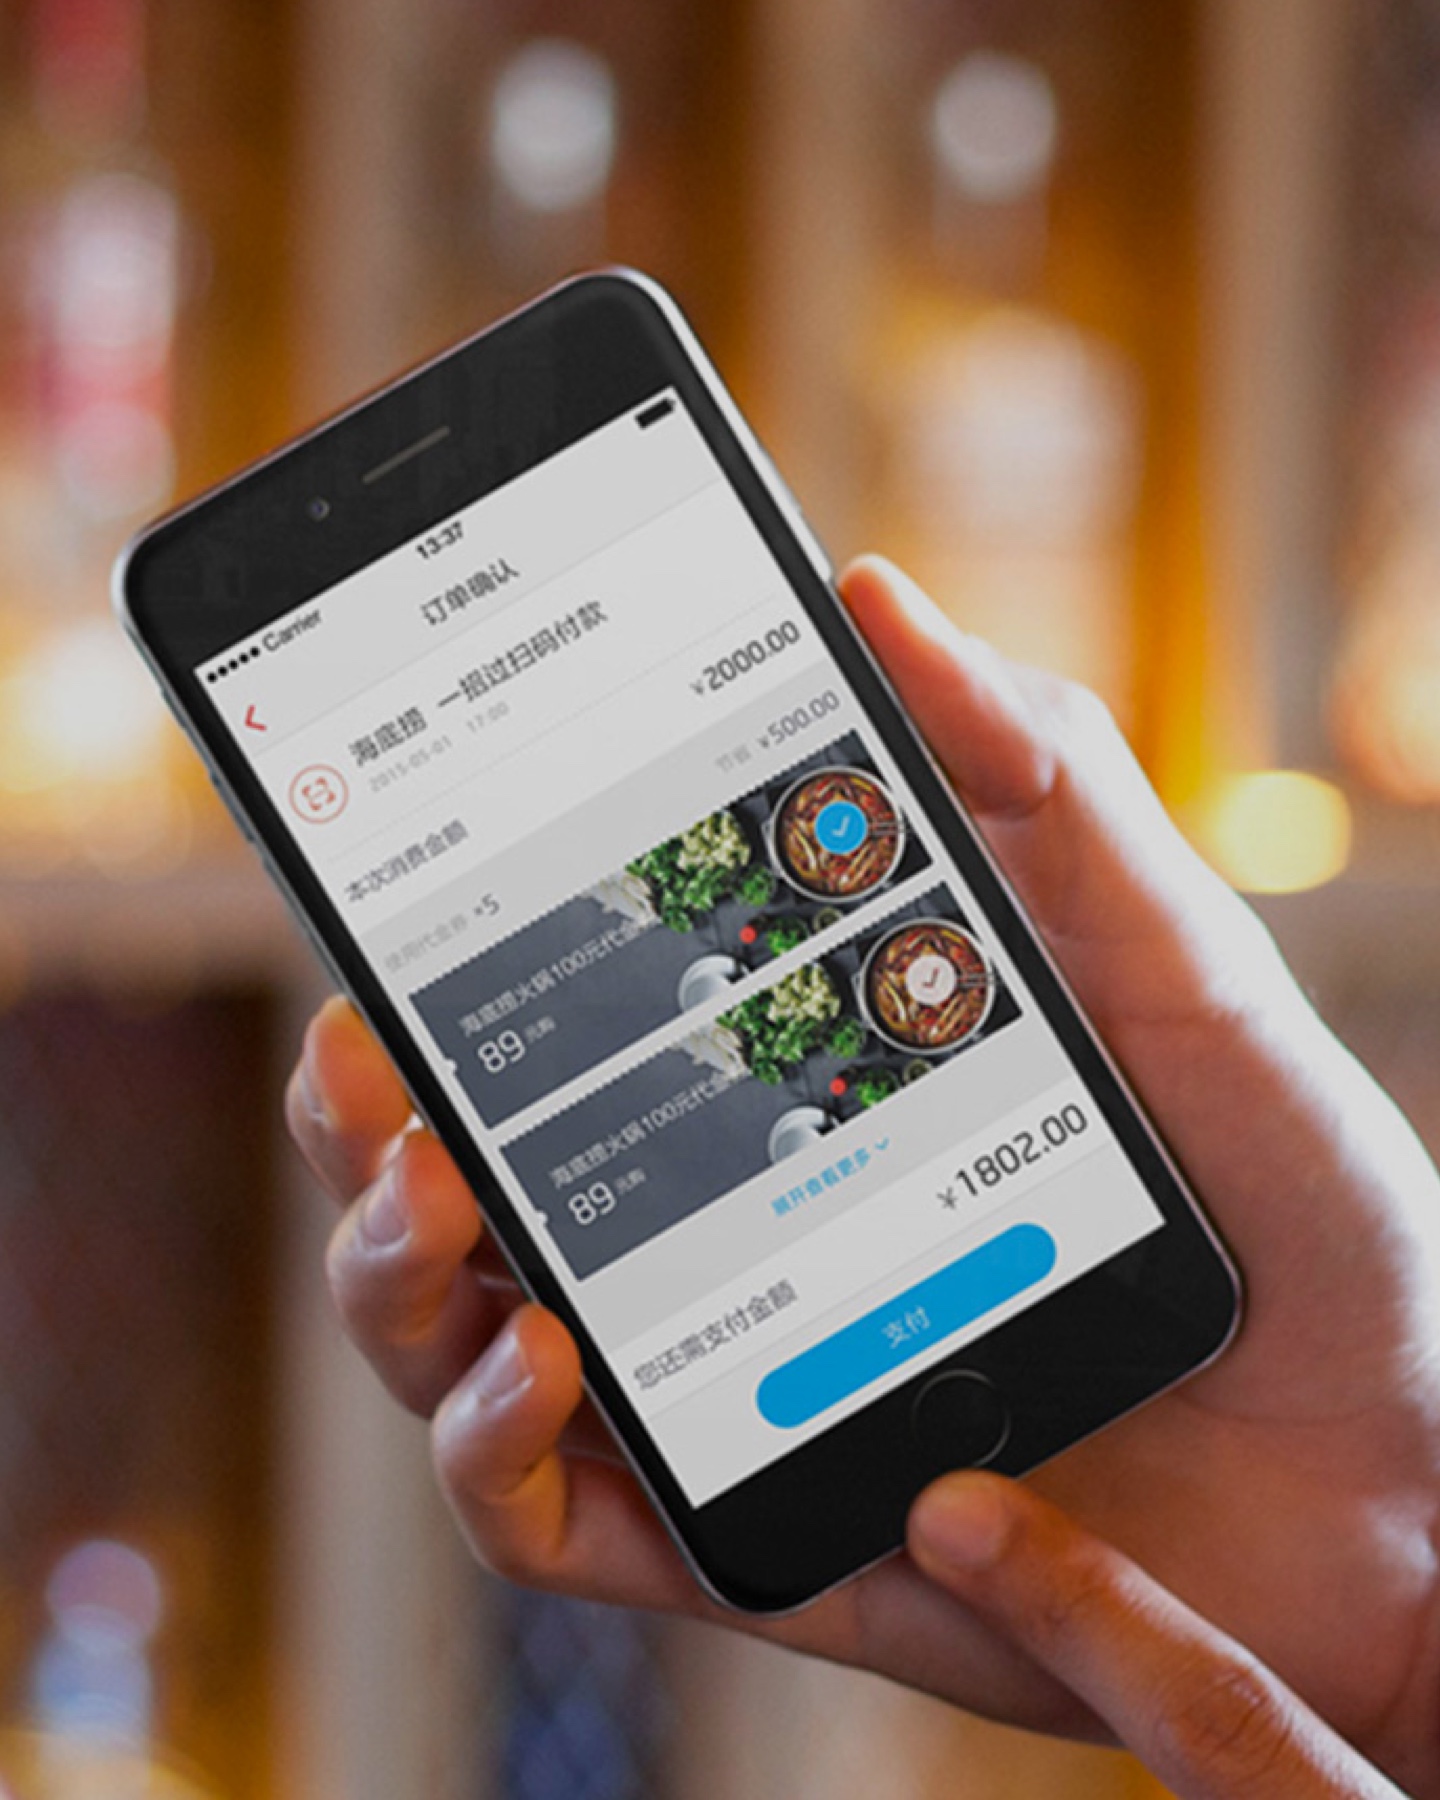 Carrier
13:37
订单确认
海底捞 一招过扫码付款
2015-05-01 17:00
本次消费金额 ¥2000.00
使用代金券 ×5 节省 ¥500.00
海底捞火锅100元代金
89 元购
海底捞火锅100元代金
89 元购
展开查看更多
您还需支付金额 ¥1802.00
支付